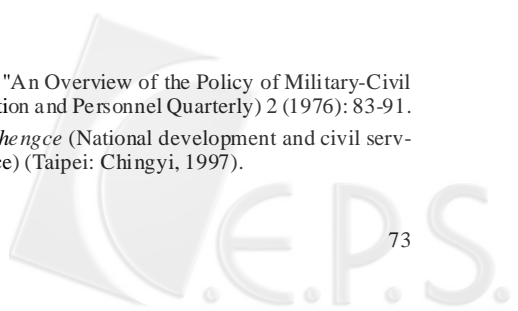 "An Overview of the Policy of Military-Civil
tion and Personnel Quarterly) 2 (1976): 83-91.
hengce (National development and civil serv-
ce) (Taipei: Chingyi, 1997).
73
C.E.P.S.